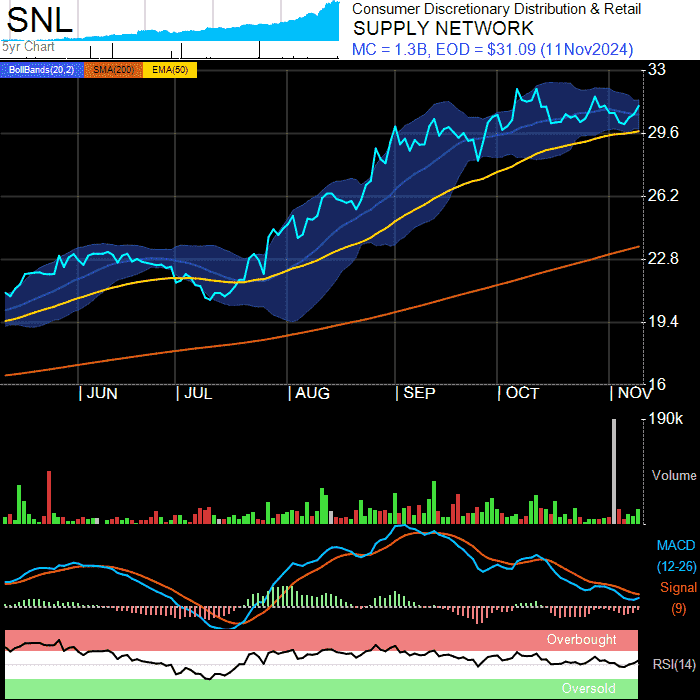 SNL
Consumer Discretionary Distribution & Retail
SUPPLY NETWORK
MC = 1.3B, EOD = $31.09 (11Nov2024)
5yr Chart
BollBands(20,2) SMA(200) EMA(50)
33
29.6
26.2
22.8
19.4
16
JUN JUL AUG SEP OCT NOV
190k
Volume
MACD
(12-26)
Signal
(9)
Overbought
RSI(14)
Oversold